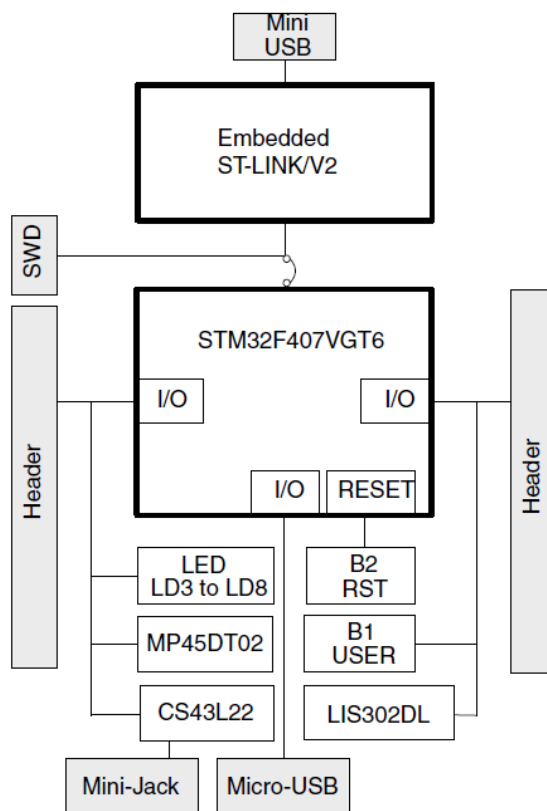 Mini
USB
Embedded
ST-LINK/V2
SWD
STM32F407VGT6
I/O
I/O
Header
Header
I/O
RESET
LED
LD3 to LD8
B2
RST
MP45DT02
B1
USER
CS43L22
LIS302DL
Mini-Jack
Micro-USB